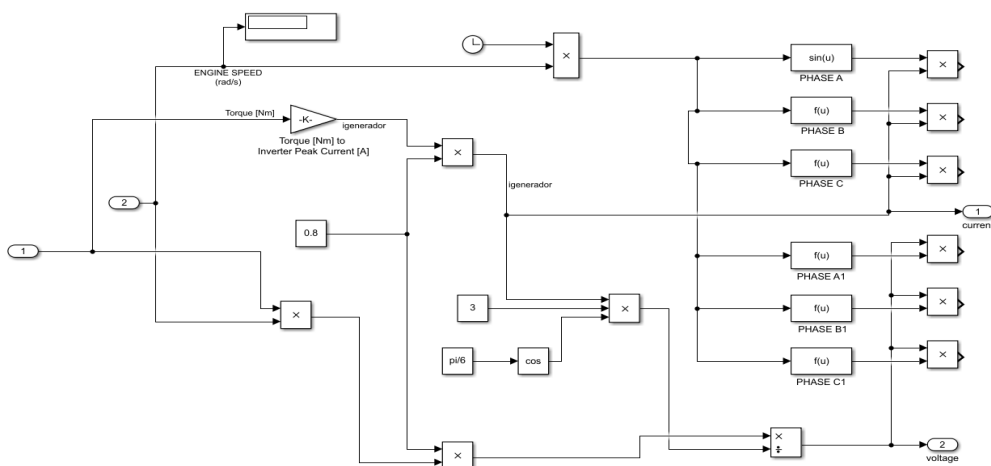 ENGINE SPEED
(rad/s)
×
sin(u)
PHASE A
×
Torque [Nm]
-K-
igenerador
Torque [Nm] to
Inverter Peak Current [A]
×
f(u)
PHASE B
×
f(u)
PHASE C
×
igenerador
2
1
current
0.8
1
f(u)
PHASE A1
×
×
3
×
f(u)
PHASE B1
×
pi/6
cos
f(u)
PHASE C1
×
×
×
÷
2
voltage